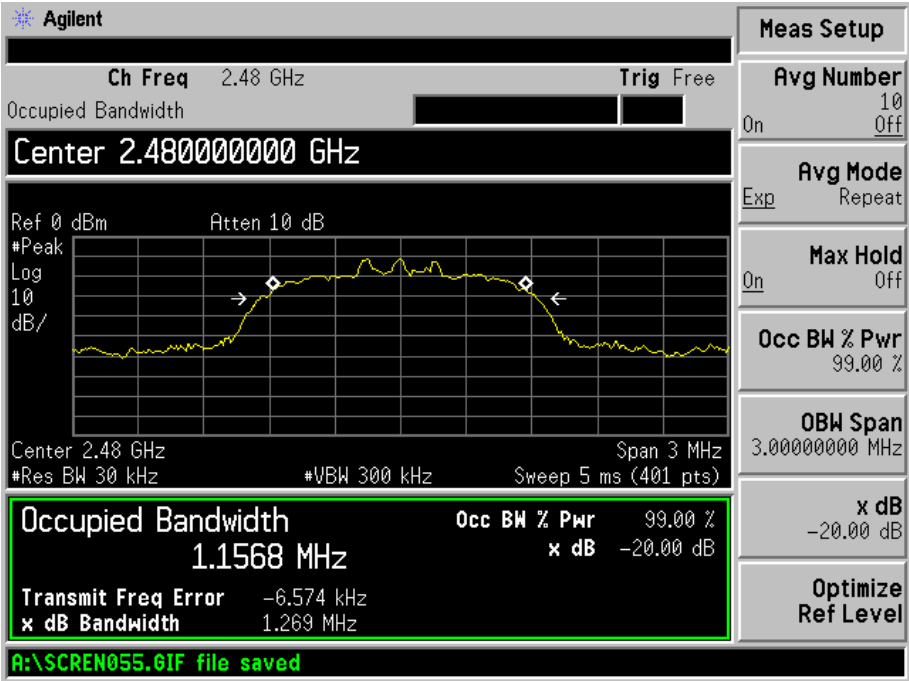 Agilent
Ch Freq 2.48 GHz Trig Free
Occupied Bandwidth
Center 2.480000000 GHz
Ref 0 dBm Atten 10 dB
#Peak
Log
10
dB/
Center 2.48 GHz Span 3 MHz
#Res BW 30 kHz #VBW 300 kHz Sweep 5 ms (401 pts)
Occupied Bandwidth Occ BW % Pwr 99.00 %
1.1568 MHz x dB -20.00 dB
Transmit Freq Error -6.574 kHz
x dB Bandwidth 1.269 MHz
A:\SCREN055.GIF file saved
Meas Setup
Avg Number
10
On Off
Avg Mode
Exp Repeat
Max Hold
On Off
Occ BW % Pwr
99.00 %
OBW Span
3.00000000 MHz
x dB
-20.00 dB
Optimize
Ref Level